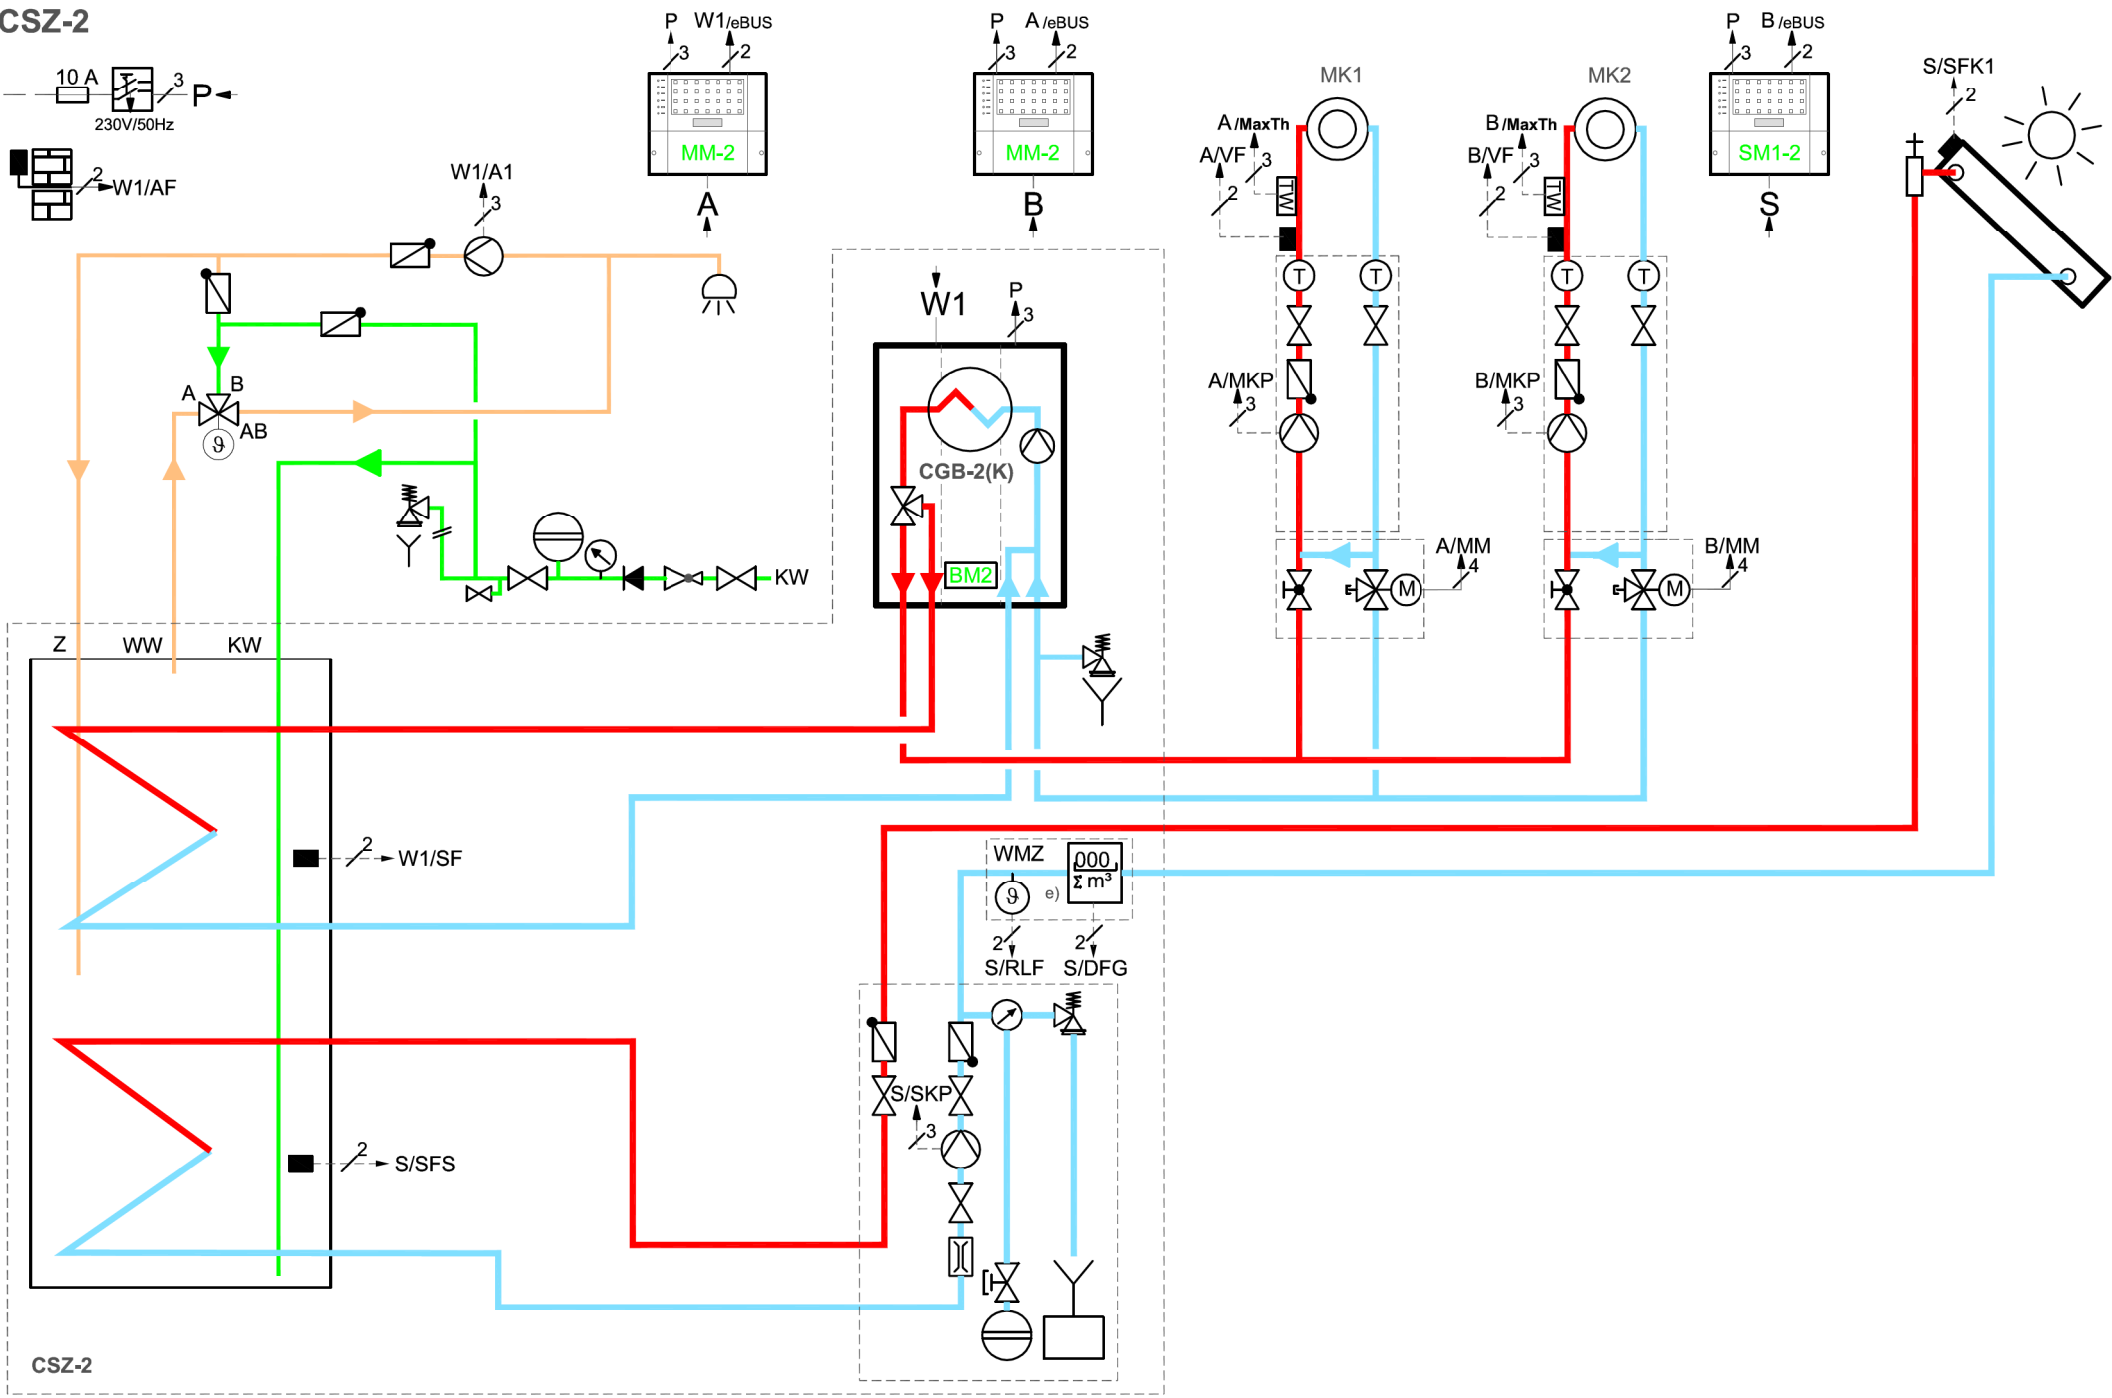 CSZ-2
P W1/eBUS
3 2
MM-2
A
P A/eBUS
3 2
MM-2
B
MK1
MK2
P B/eBUS
3 2
SM1-2
S
S/SFK1
2
10 A
3 P
230V/50Hz
2 W1/AF
W1/A1
3
A/MaxTh
A/VF
3
2
TW
B/MaxTh
B/VF
3
2
TW
T T
T T
W1
P
3
A B
AB
ϑ
A/MKP
3
B/MKP
3
CGB-2(K)
BM2
KW
A/MM
4
M
B/MM
4
M
Z WW KW
2
W1/SF
WMZ
000
Σ m³
ϑ
e)
2 2
S/RLF S/DFG
S/SKP
3
2
S/SFS
CSZ-2